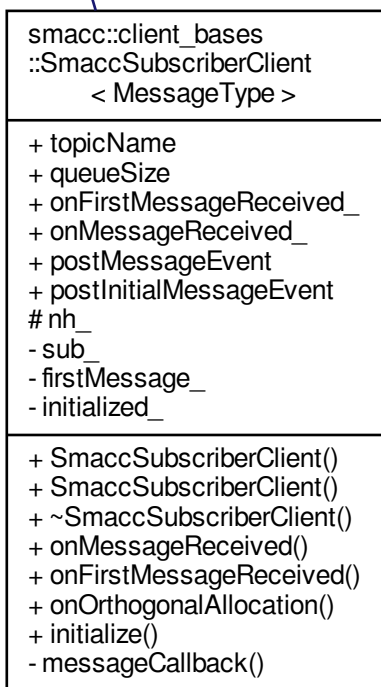 smacc::client_bases
::SmaccSubscriberClient
< MessageType >
+ topicName
+ queueSize
+ onFirstMessageReceived_
+ onMessageReceived_
+ postMessageEvent
+ postInitialMessageEvent
# nh_
- sub_
- firstMessage_
- initialized_
+ SmaccSubscriberClient()
+ SmaccSubscriberClient()
+ ~SmaccSubscriberClient()
+ onMessageReceived()
+ onFirstMessageReceived()
+ onOrthogonalAllocation()
+ initialize()
- messageCallback()